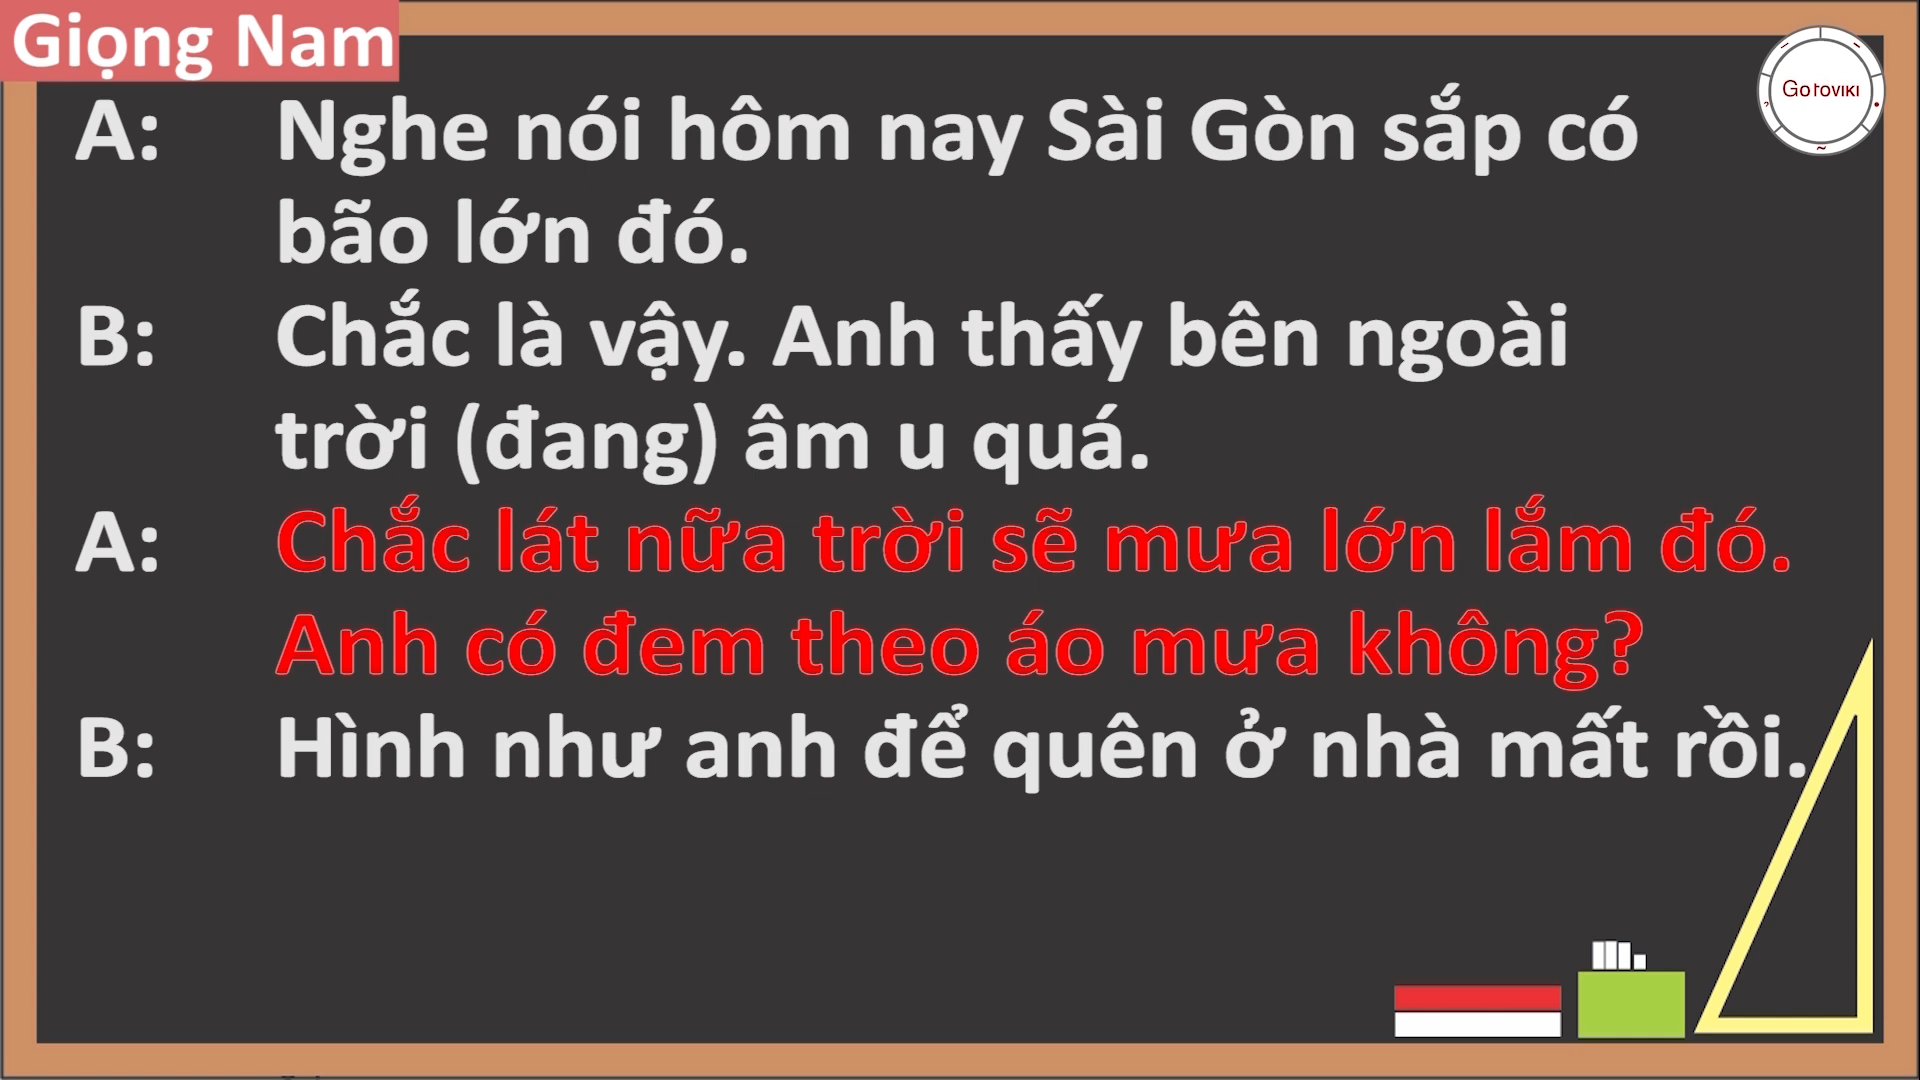 Giọng Nam
Gotoviki
A: Nghe nói hôm nay Sài Gòn sắp có
bão lớn đó.
B: Chắc là vậy. Anh thấy bên ngoài
trời (đang) âm u quá.
A: Chắc lát nữa trời sẽ mưa lớn lắm đó.
Anh có đem theo áo mưa không?
B: Hình như anh để quên ở nhà mất rồi.